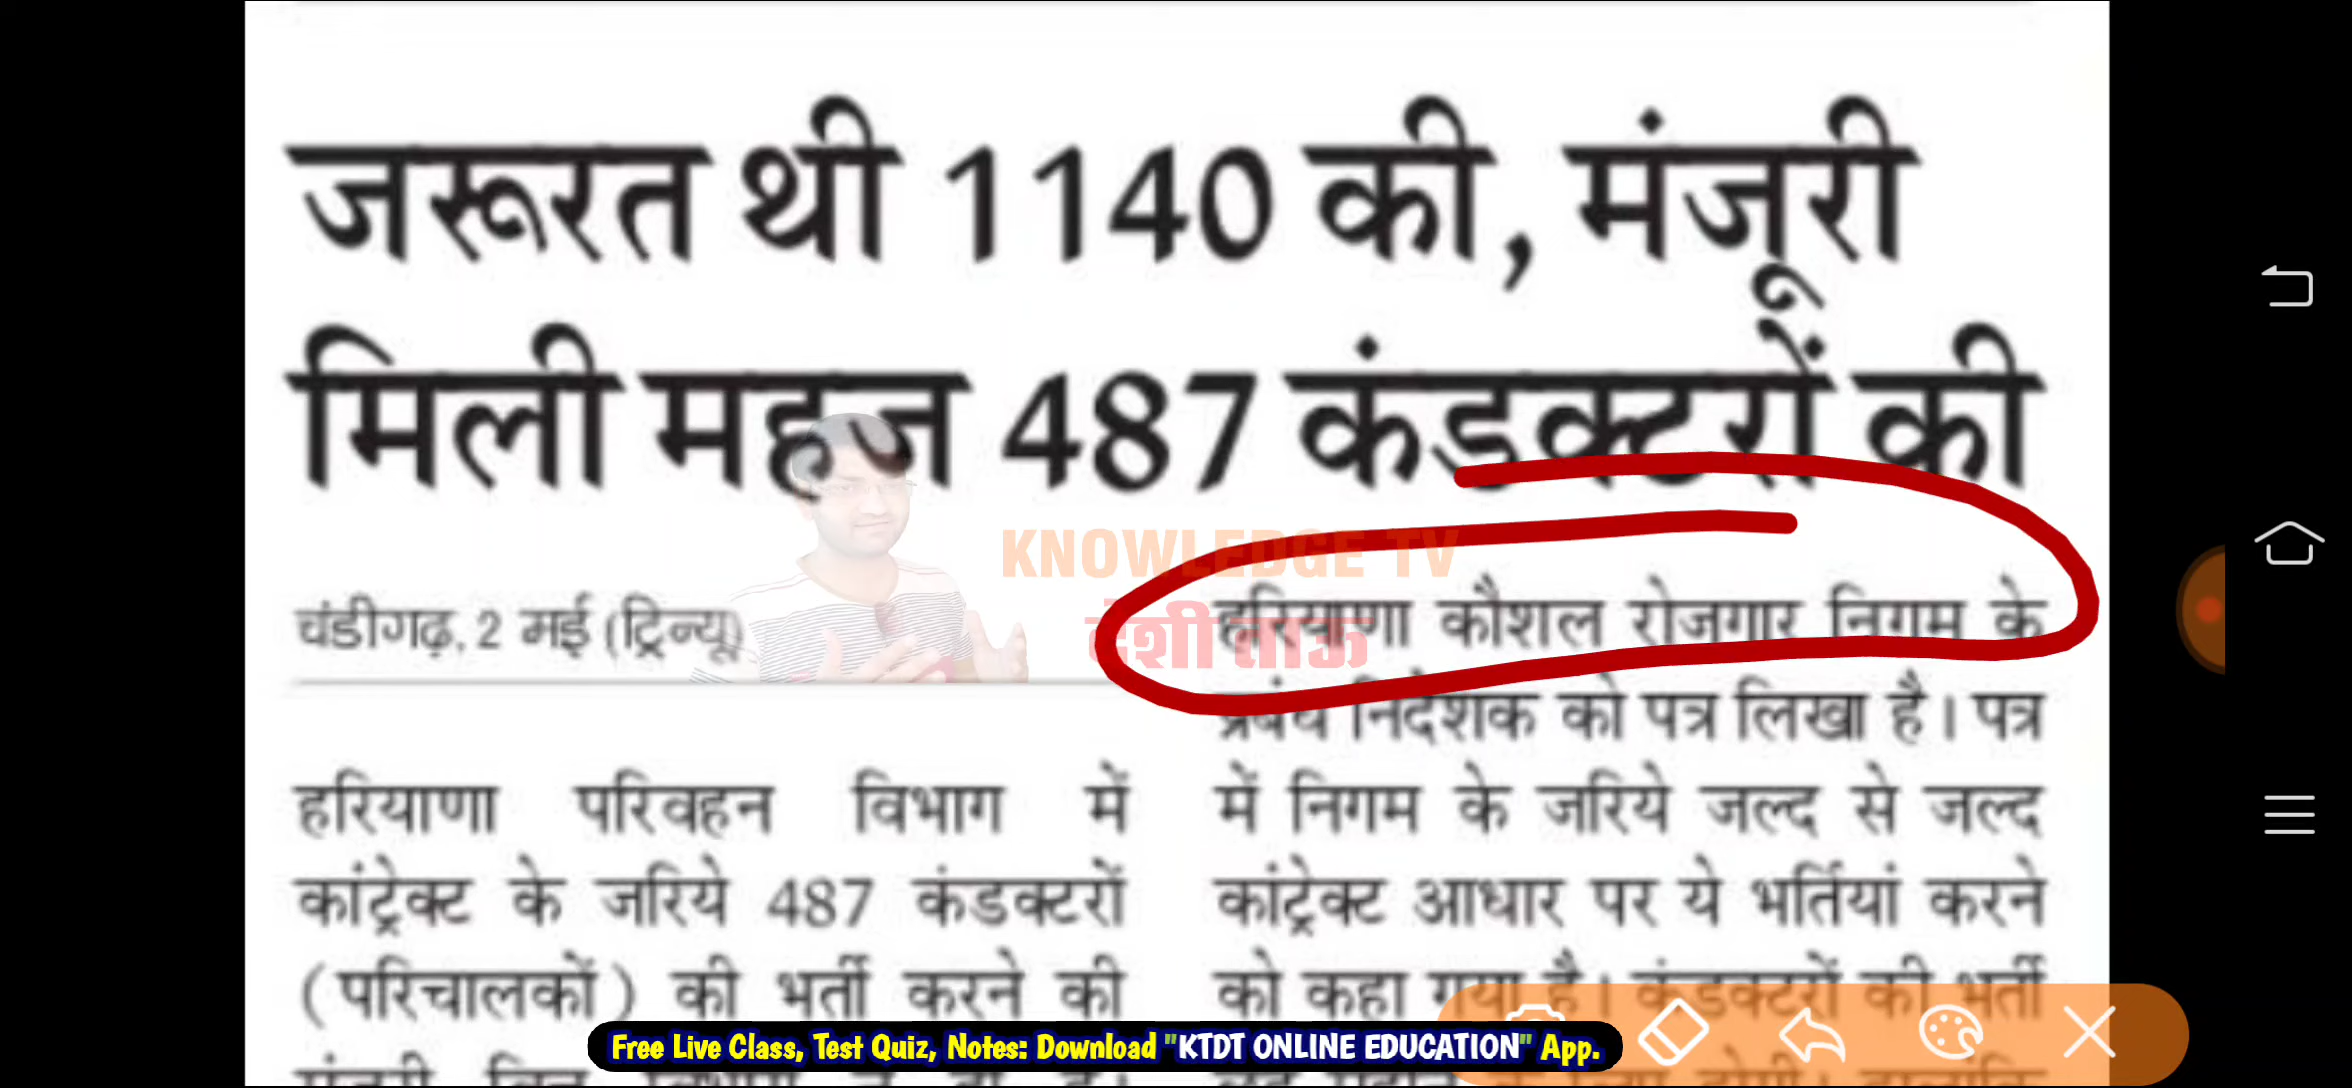 जरूरत थी 1140 की, मंजूरी
मिली महज 487 कंडक्टरों की
चंडीगढ़, 2 मई (ट्रिन्यू)
हरियाणा परिवहन विभाग में
कांट्रेक्ट के जरिये 487 कंडक्टरों
(परिचालकों) की भर्ती करने की
हरियाणा कौशल रोजगार निगम के
प्रबंध निदेशक को पत्र लिखा है। पत्र
में निगम के जरिये जल्द से जल्द
कांट्रेक्ट आधार पर ये भर्तियां करने
को कहा गया है। कंडक्टरों की भर्ती
KNOWLEDGE TV
देशी ताऊ
Free Live Class, Test Quiz, Notes: Download "KTDT ONLINE EDUCATION" App.